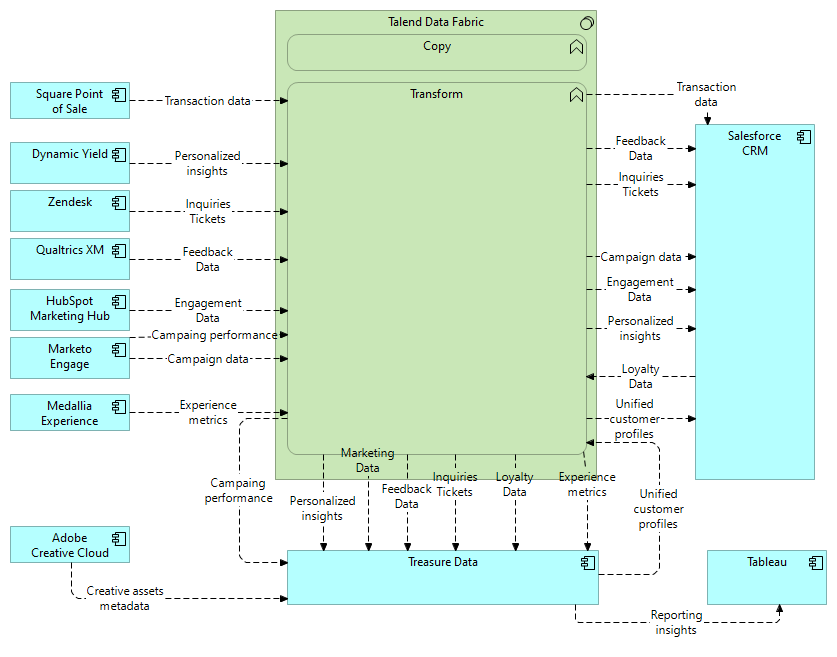 Talend Data Fabric
Copy
Transform
Square Point
of Sale
Transaction data
Transaction
data
Salesforce
CRM
Dynamic Yield
Personalized
insights
Feedback
Data
Zendesk
Inquiries
Tickets
Inquiries
Tickets
Qualtrics XM
Feedback
Data
Campaign data
HubSpot
Marketing Hub
Engagement
Data
Engagement
Data
Campaing performance
Personalized
insights
Marketo
Engage
Campaign data
Loyalty
Data
Medallia
Experience
Experience
metrics
Unified
customer
profiles
Campaing
performance
Marketing
Data
Personalized
insights
Feedback
Data
Inquiries
Tickets
Loyalty
Data
Experience
metrics
Unified
customer
profiles
Adobe
Creative Cloud
Creative assets
metadata
Treasure Data
Tableau
Reporting
insights